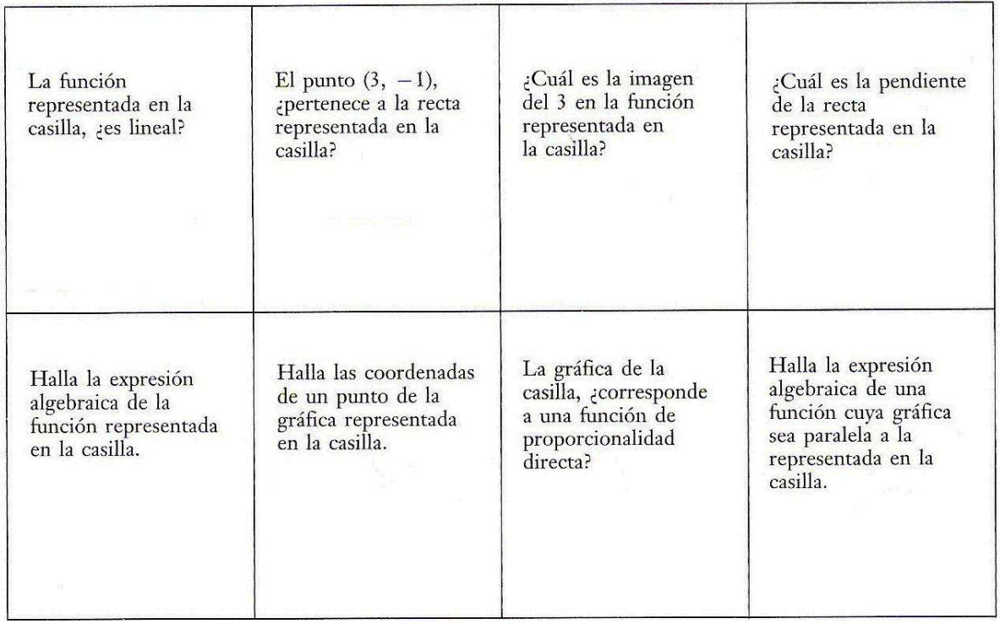 La función
representada en la
casilla, ¿es lineal?
El punto (3, −1),
¿pertenece a la recta
representada en la
casilla?
¿Cuál es la imagen
del 3 en la función
representada en
la casilla?
¿Cuál es la pendiente
de la recta
representada en la
casilla?
Halla la expresión
algebraica de la
función representada
en la casilla.
Halla las coordenadas
de un punto de la
gráfica representada
en la casilla.
La gráfica de la
casilla, ¿corresponde
a una función de
proporcionalidad
directa?
Halla la expresión
algebraica de una
función cuya gráfica
sea paralela a la
representada en la
casilla.